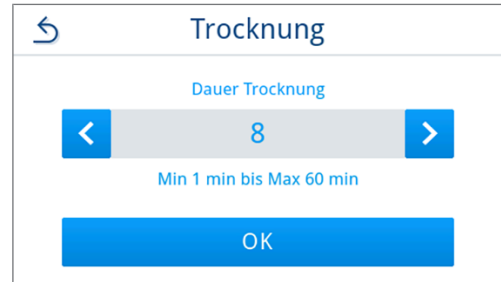 Trocknung
Dauer Trocknung
8
Min 1 min bis Max 60 min
OK